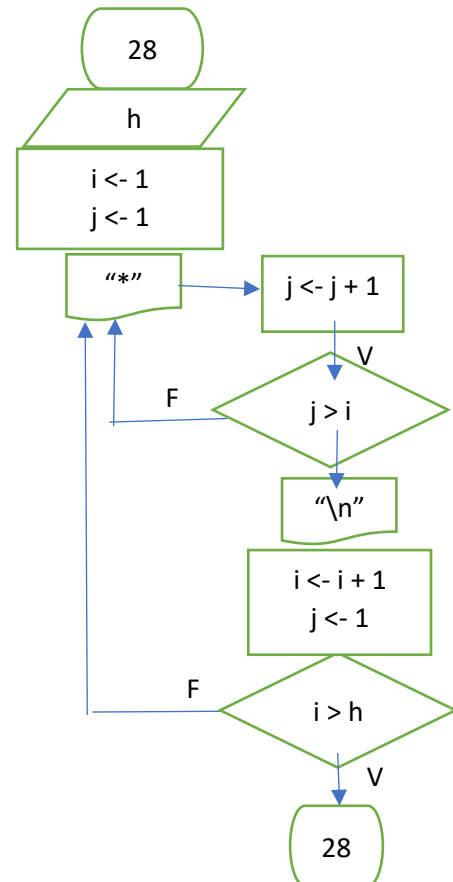 28
h
i <- 1
j <- 1
“*”
j <- j + 1
V
F
j > i
“\n”
i <- i + 1
j <- 1
F
i > h
V
28